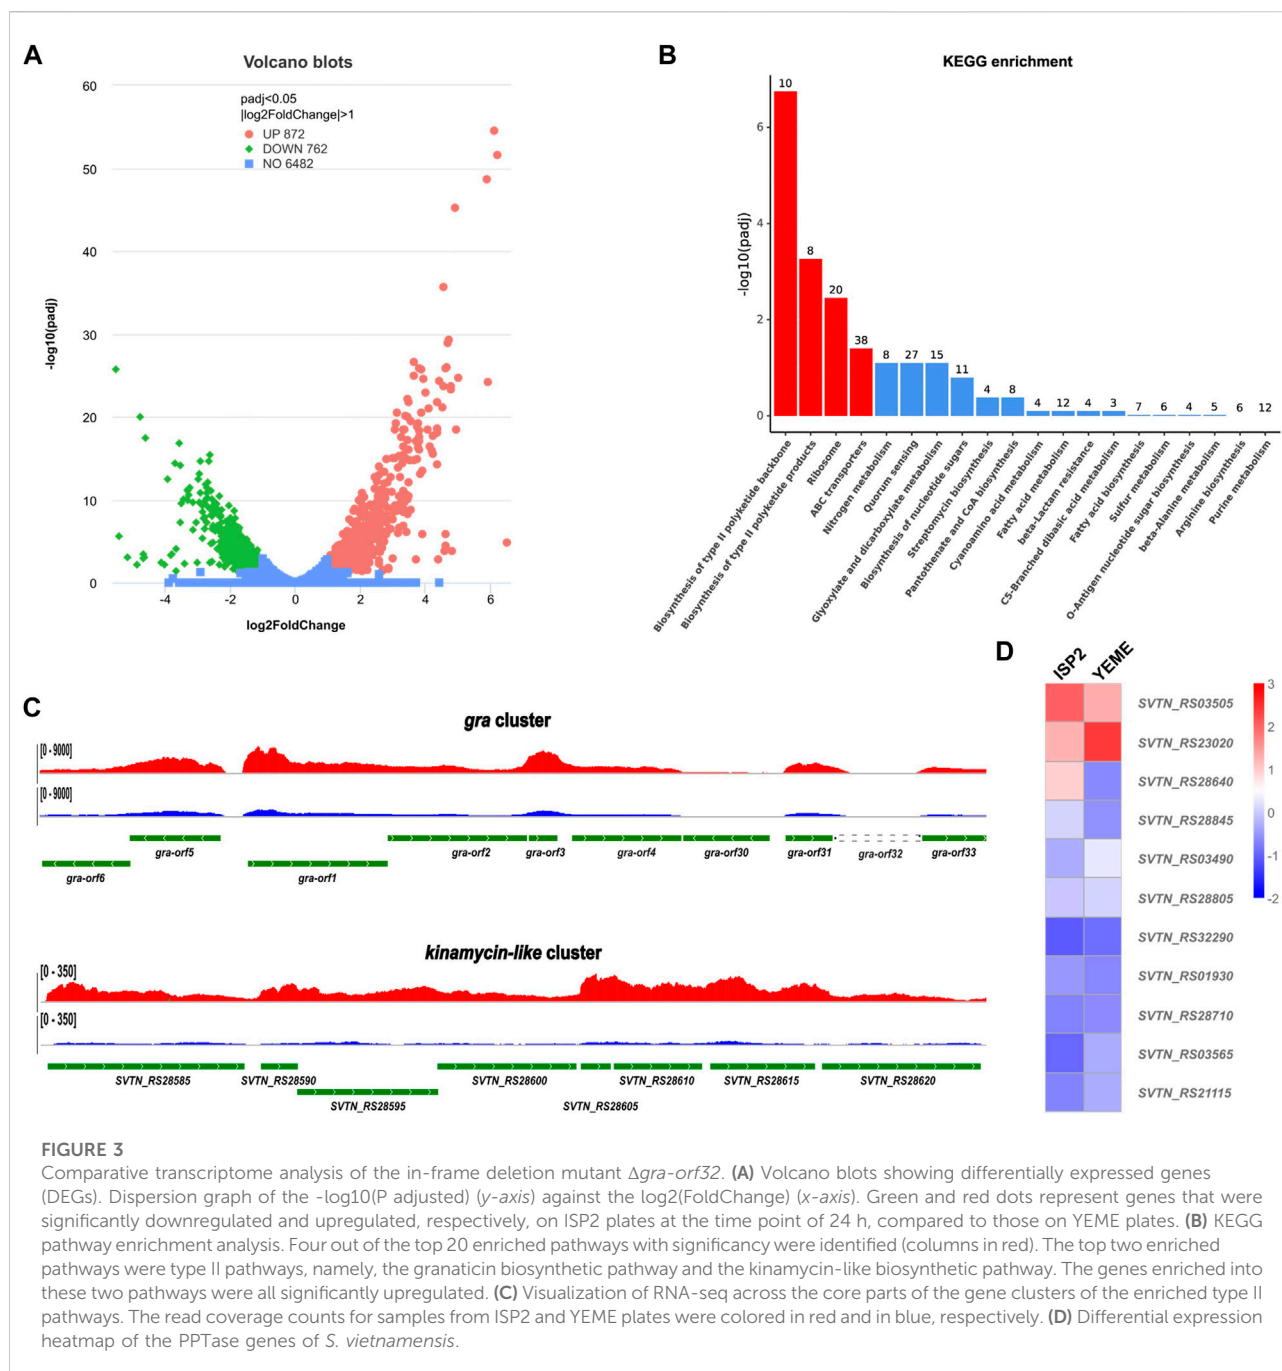 A
Volcano blots
padj<0.05
|log2FoldChange|>1
UP 872
DOWN 762
NO 6482
60
50
40
30
20
10
0
-log10(padj)
-4
-2
0
2
4
6
log2FoldChange
B
KEGG enrichment
6
4
2
0
-log10(padj)
10
8
20
38
8
27
15
11
4
8
4
12
4
3
7
6
4
5
6
12
Biosynthesis of type II polyketide backbone
Biosynthesis of type II polyketide products
Ribosome
ABC transporters
Nitrogen metabolism
Quorum sensing
Glyoxylate and dicarboxylate metabolism
Biosynthesis of nucleotide sugars
Streptomycin biosynthesis
Pantothenate and CoA biosynthesis
Cyanoamino acid metabolism
Fatty acid metabolism
beta-Lactam resistance
C5-Branched dibasic acid metabolism
Fatty acid biosynthesis
Sulfur metabolism
O-Antigen nucleotide sugar biosynthesis
beta-Alanine metabolism
Arginine biosynthesis
Purine metabolism
C
gra cluster
[0 - 9000]
[0 - 9000]
gra-orf5
gra-orf2
gra-orf3
gra-orf4
gra-orf30
gra-orf31
gra-orf32
gra-orf33
gra-orf6
gra-orf1
kinamycin-like cluster
[0 - 350]
[0 - 350]
SVTN_RS28585
SVTN_RS28590
SVTN_RS28600
SVTN_RS28610
SVTN_RS28615
SVTN_RS28620
SVTN_RS28595
SVTN_RS28605
D
ISP2
YEME
SVTN_RS03505
SVTN_RS23020
SVTN_RS28640
SVTN_RS28845
SVTN_RS03490
SVTN_RS28805
SVTN_RS32290
SVTN_RS01930
SVTN_RS28710
SVTN_RS03565
SVTN_RS21115
3
2
1
0
-1
-2
FIGURE 3
Comparative transcriptome analysis of the in-frame deletion mutant Δgra-orf32. (A) Volcano blots showing differentially expressed genes
(DEGs). Dispersion graph of the -log10(P adjusted) (y-axis) against the log2(FoldChange) (x-axis). Green and red dots represent genes that were
significantly downregulated and upregulated, respectively, on ISP2 plates at the time point of 24 h, compared to those on YEME plates. (B) KEGG
pathway enrichment analysis. Four out of the top 20 enriched pathways with significancy were identified (columns in red). The top two enriched
pathways were type II pathways, namely, the granaticin biosynthetic pathway and the kinamycin-like biosynthetic pathway. The genes enriched into
these two pathways were all significantly upregulated. (C) Visualization of RNA-seq across the core parts of the gene clusters of the enriched type II
pathways. The read coverage counts for samples from ISP2 and YEME plates were colored in red and in blue, respectively. (D) Differential expression
heatmap of the PPTase genes of S. vietnamensis.